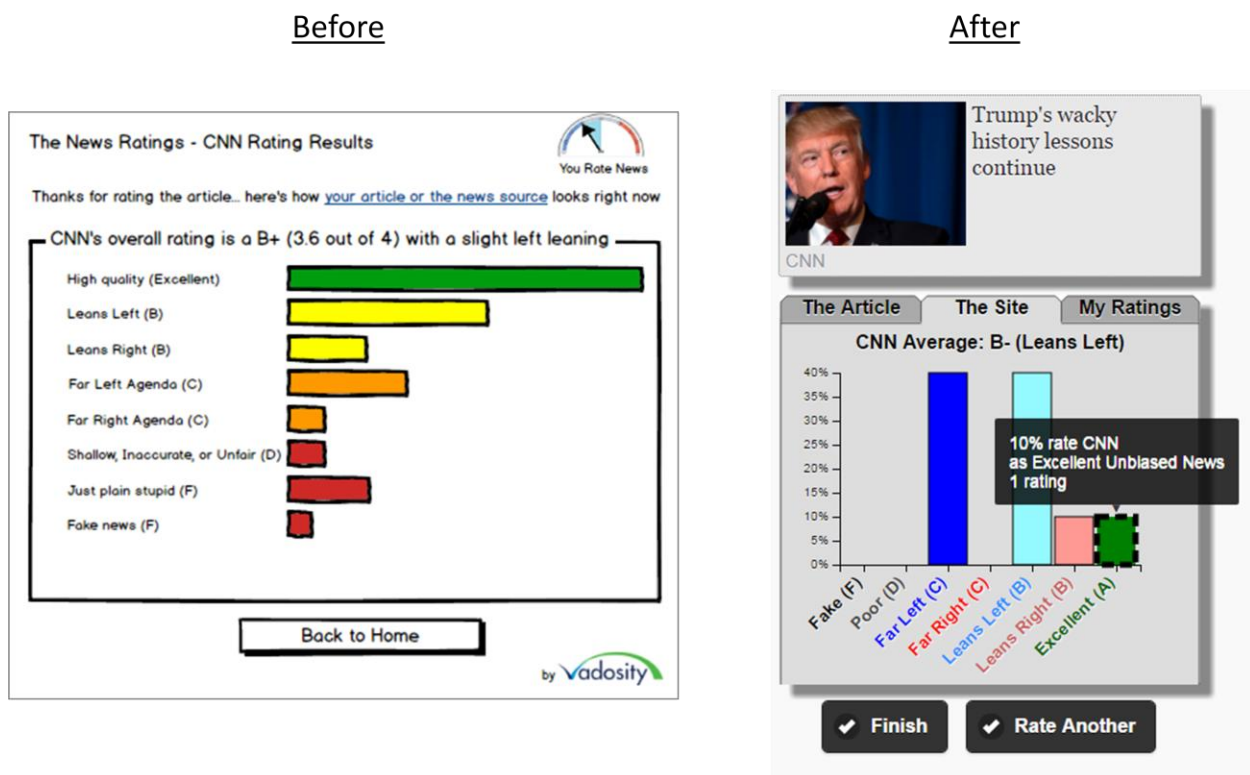 Before
After
The News Ratings - CNN Rating Results
You Rate News
Thanks for rating the article... here's how your article or the news source looks right now
CNN's overall rating is a B+ (3.6 out of 4) with a slight left leaning
High quality (Excellent)
Leans Left (B)
Leans Right (B)
Far Left Agenda (C)
Far Right Agenda (C)
Shallow, Inaccurate, or Unfair (D)
Just plain stupid (F)
Fake news (F)
Back to Home
by Vadosity
Trump's wacky
history lessons
continue
CNN
The Article
The Site
My Ratings
CNN Average: B- (Leans Left)
40%
35%
30%
25%
20%
15%
10%
5%
0%
10% rate CNN
as Excellent Unbiased News
1 rating
Fake (F)
Poor (D)
Far Left (C)
Far Right (C)
Leans Left (B)
Leans Right (B)
Excellent (A)
Finish
Rate Another